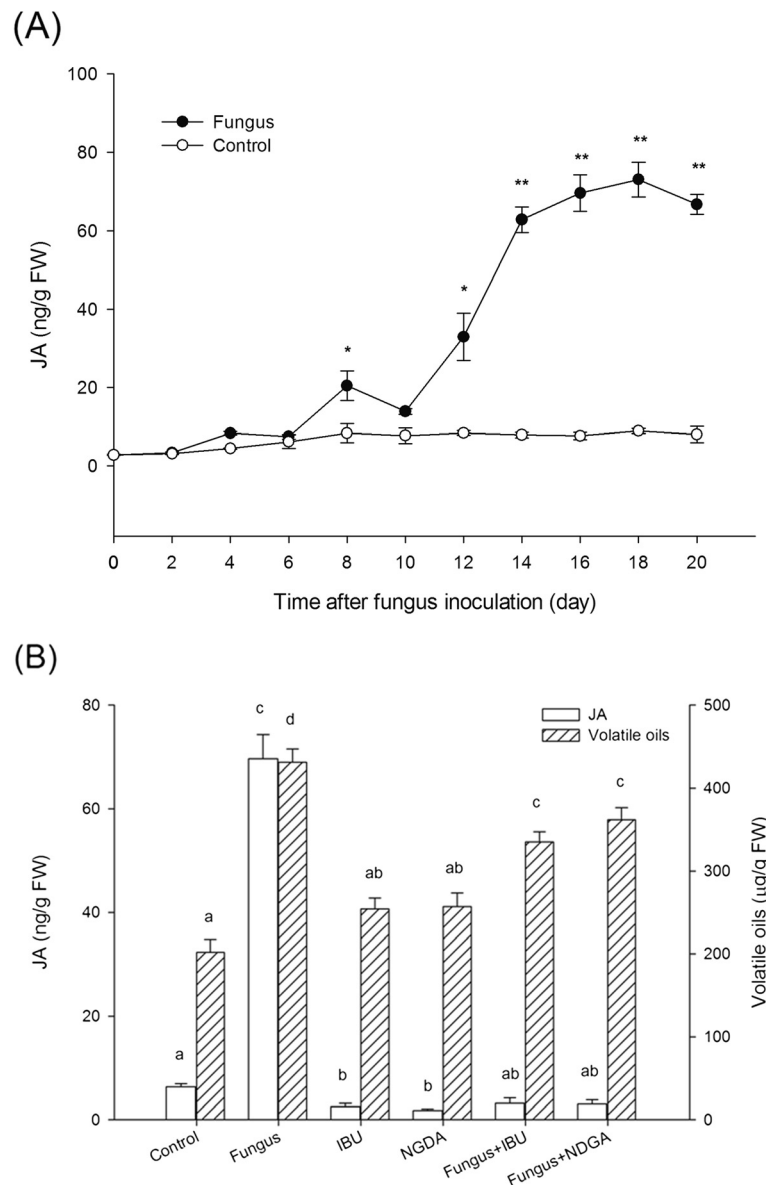 (A)
100
80
60
40
20
0
JA (ng/g FW)
Fungus
Control
*
*
**
**
**
**
0 2 4 6 8 10 12 14 16 18 20
Time after fungus inoculation (day)
(B)
80
60
40
20
0
JA (ng/g FW)
JA
Volatile oils
500
400
300
200
100
0
Volatile oils (µg/g FW)
a
a
c
d
b
ab
b
ab
ab
c
ab
c
Control
Fungus
IBU
NGDA
Fungus+IBU
Fungus+NDGA